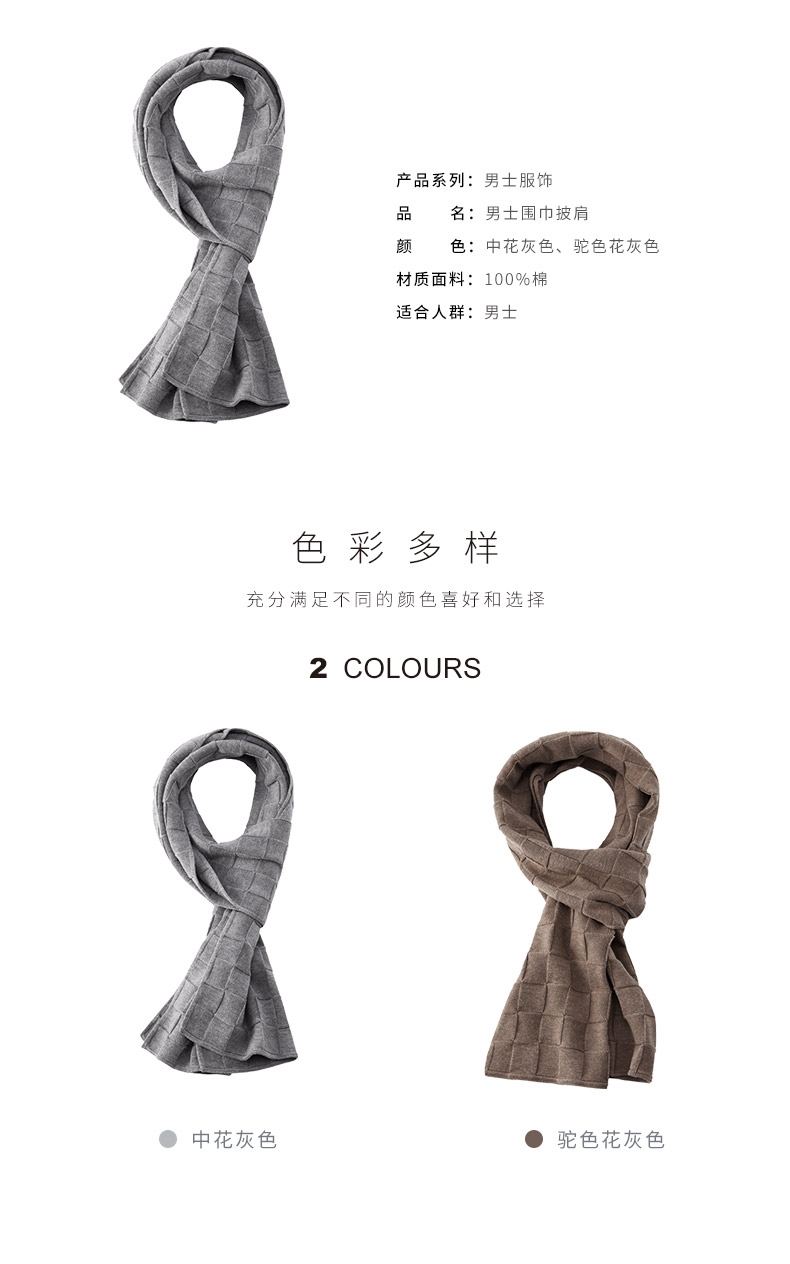 产品系列：男士服饰
品　　名：男士围巾披肩
颜　　色：中花灰色、驼色花灰色
材质面料：100%棉
适合人群：男士
色彩多样
充分满足不同的颜色喜好和选择
2 COLOURS
中花灰色
驼色花灰色